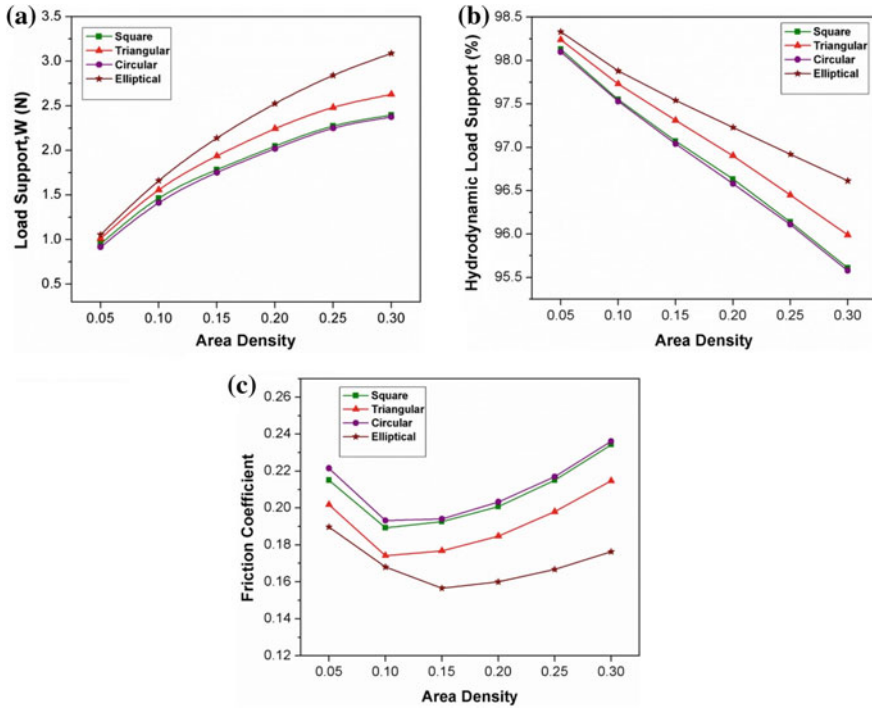 (a)
Square
Triangular
Circular
Elliptical
3.5
3.0
2.5
2.0
1.5
1.0
0.5
Load Support,W (N)
0.05 0.10 0.15 0.20 0.25 0.30
Area Density
(b)
Square
Triangular
Circular
Elliptical
98.5
98.0
97.5
97.0
96.5
96.0
95.5
Hydrodynamic Load Support (%)
0.05 0.10 0.15 0.20 0.25 0.30
Area Density
(c)
Square
Triangular
Circular
Elliptical
0.26
0.24
0.22
0.20
0.18
0.16
0.14
0.12
Friction Coefficient
0.05 0.10 0.15 0.20 0.25 0.30
Area Density